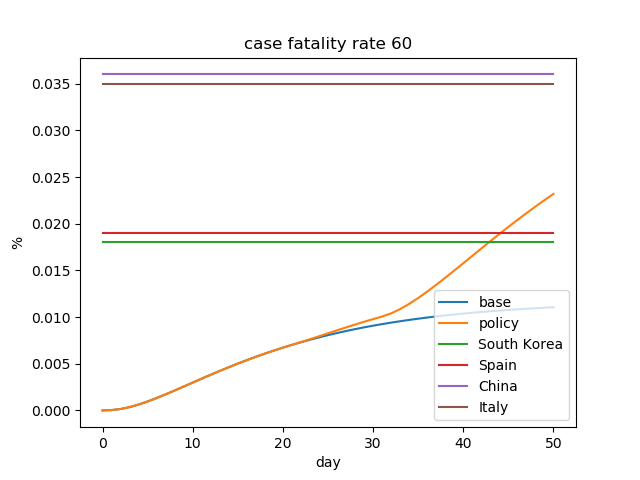 case fatality rate 60
0.035
0.030
0.025
0.020
0.015
0.010
0.005
0.000
%
base
policy
South Korea
Spain
China
Italy
0 10 20 30 40 50
day